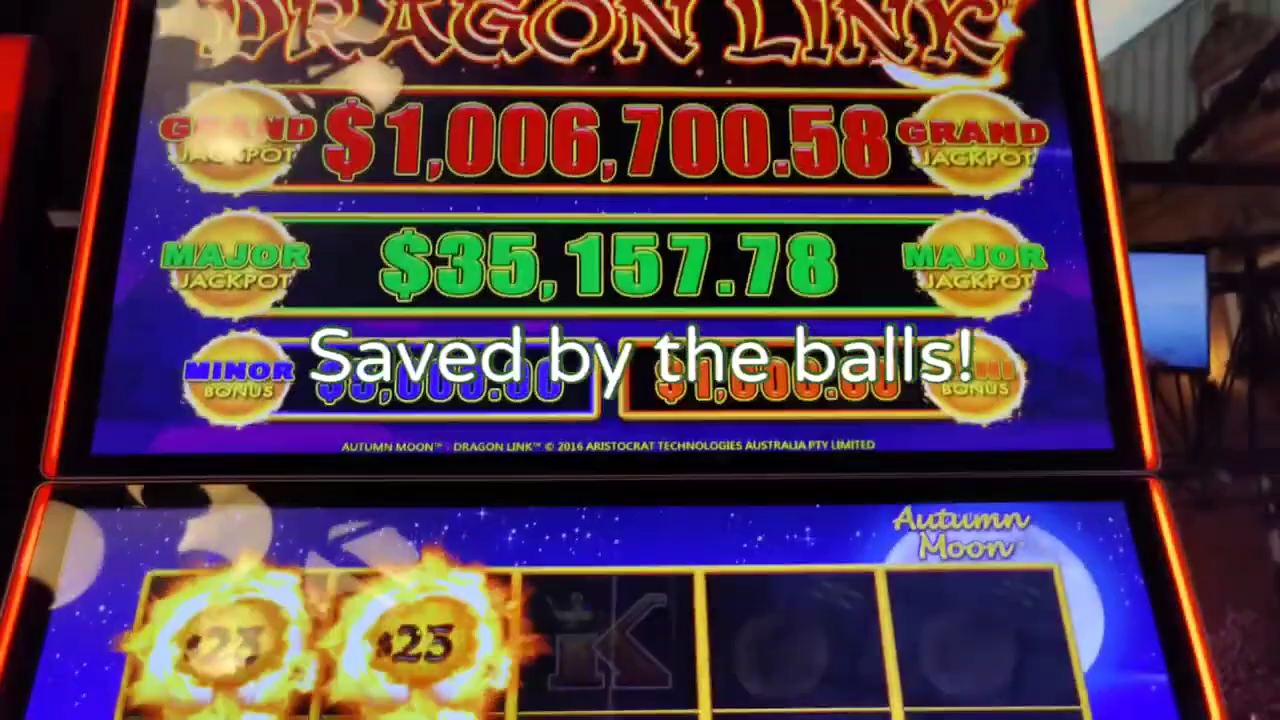 DRAGON LINK
GRAND JACKPOT $1,006,700.58 GRAND JACKPOT
MAJOR JACKPOT $35,157.78 MAJOR JACKPOT
Saved by the balls!
MINOR BONUS BONUS
AUTUMN MOON™ - DRAGON LINK™ © 2016 ARISTOCRAT TECHNOLOGIES AUSTRALIA PTY LIMITED
Autumn
Moon
$25 $25 K